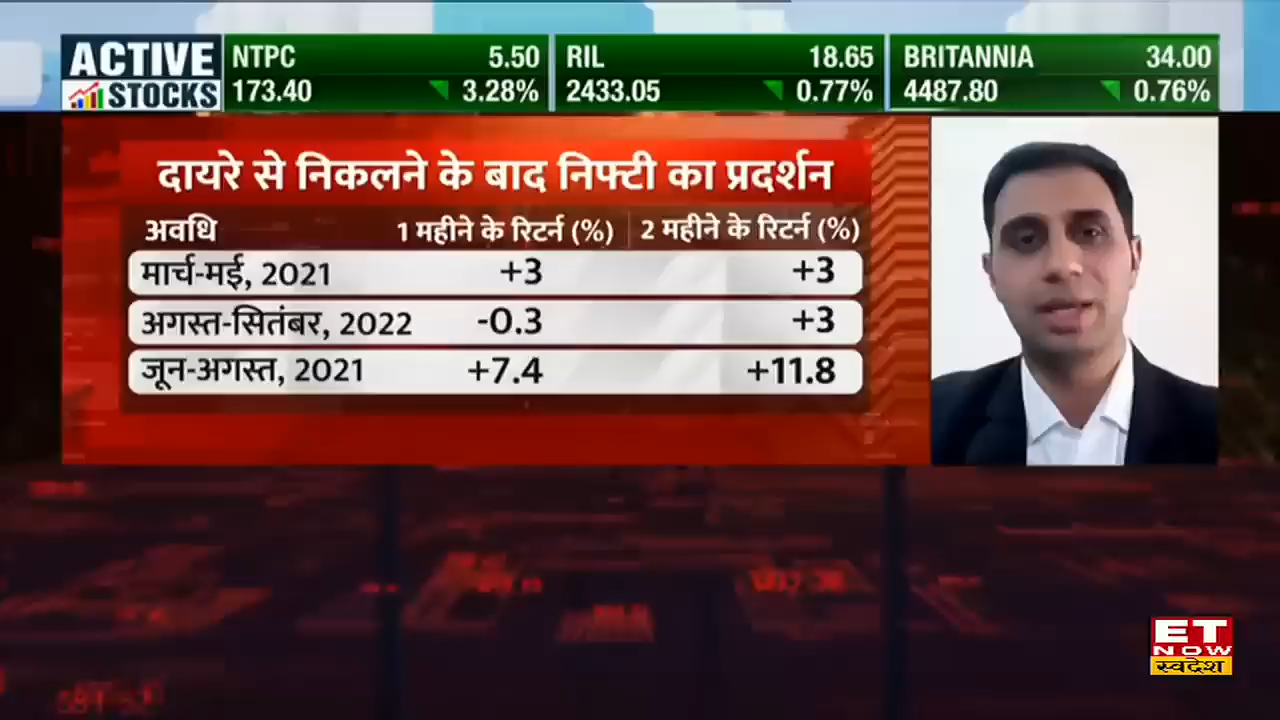 ACTIVE STOCKS
NTPC 5.50
173.40 3.28%
RIL 18.65
2433.05 0.77%
BRITANNIA 34.00
4487.80 0.76%
दायरे से निकलने के बाद निफ्टी का प्रदर्शन
अवधि 1 महीने के रिटर्न (%) 2 महीने के रिटर्न (%)
मार्च-मई, 2021 +3 +3
अगस्त-सितंबर, 2022 -0.3 +3
जून-अगस्त, 2021 +7.4 +11.8
ET
NOW
स्वदेश